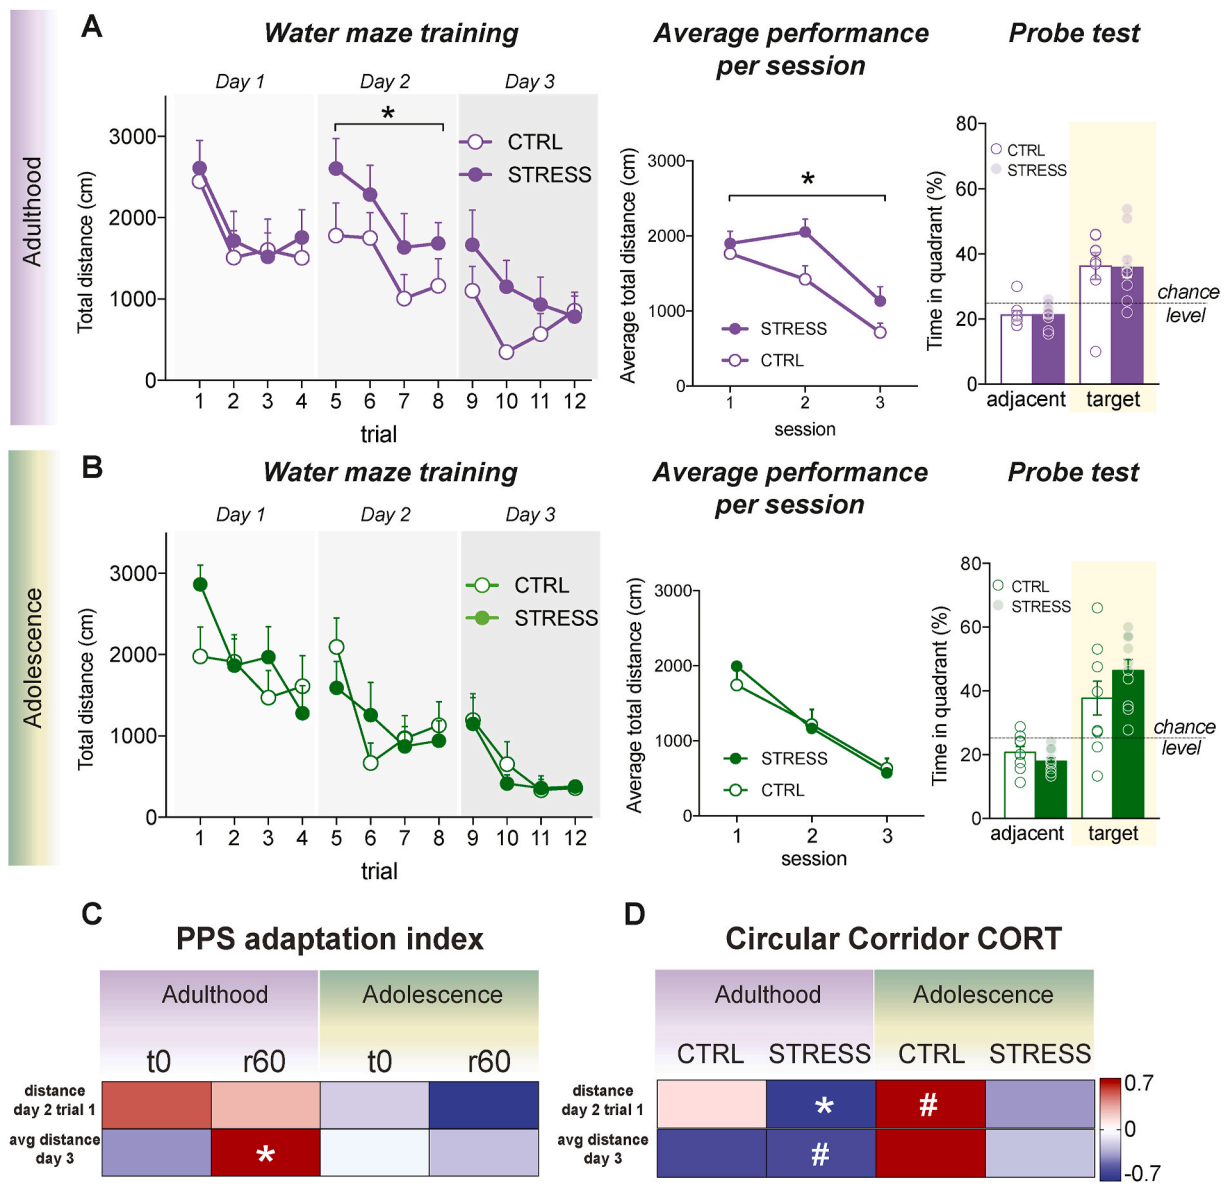 A
Water maze training
Average performance
per session
Probe test
Adulthood
Day 1
Day 2
Day 3
*
CTRL
STRESS
Total distance (cm)
3000
2000
1000
0
1 2 3 4 5 6 7 8 9 10 11 12
trial
Average total distance (cm)
3000
2000
1000
0
*
STRESS
CTRL
1 2 3
session
Time in quadrant (%)
80
60
40
20
0
CTRL
STRESS
chance
level
adjacent target
B
Water maze training
Average performance
per session
Probe test
Adolescence
Day 1
Day 2
Day 3
CTRL
STRESS
Total distance (cm)
3000
2000
1000
0
1 2 3 4 5 6 7 8 9 10 11 12
trial
Average total distance (cm)
3000
2000
1000
0
STRESS
CTRL
1 2 3
session
Time in quadrant (%)
80
60
40
20
0
CTRL
STRESS
chance
level
adjacent target
C
PPS adaptation index
Adulthood Adolescence
t0 r60 t0 r60
distance
day 2 trial 1
avg distance
day 3
*
D
Circular Corridor CORT
Adulthood Adolescence
CTRL STRESS CTRL STRESS
distance
day 2 trial 1
* #
avg distance
day 3
#
0.7
0
-0.7